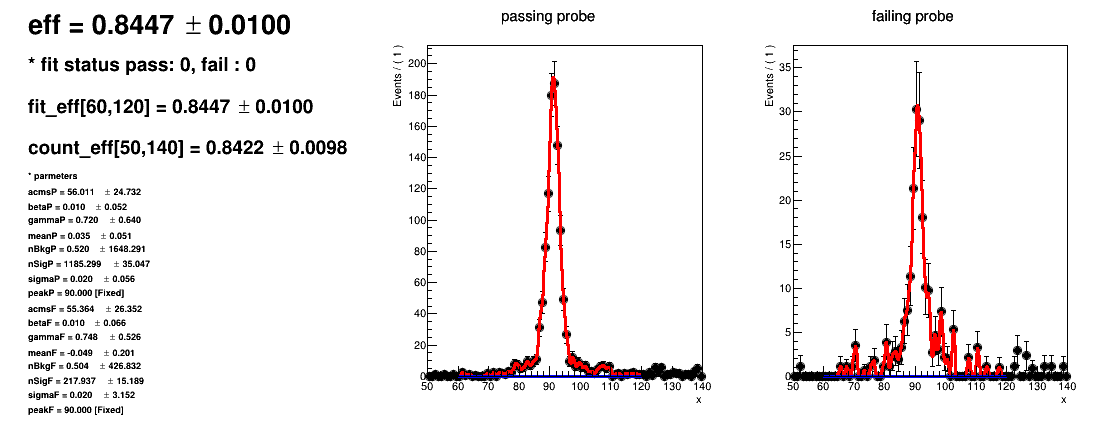 eff = 0.8447 ± 0.0100
* fit status pass: 0, fail : 0
fit_eff[60,120] = 0.8447 ± 0.0100
count_eff[50,140] = 0.8422 ± 0.0098
* parmeters
acmsP = 56.011 ± 24.732
betaP = 0.010 ± 0.052
gammaP = 0.720 ± 0.640
meanP = 0.035 ± 0.051
nBkgP = 0.520 ± 1648.291
nSigP = 1185.299 ± 35.047
sigmaP = 0.020 ± 0.056
peakP = 90.000 [Fixed]
acmsF = 55.364 ± 26.352
betaF = 0.010 ± 0.066
gammaF = 0.748 ± 0.526
meanF = -0.049 ± 0.201
nBkgF = 0.504 ± 426.832
nSigF = 217.937 ± 15.189
sigmaF = 0.020 ± 3.152
peakF = 90.000 [Fixed]
passing probe
Events / ( 1 )
200
180
160
140
120
100
80
60
40
20
0
50 60 70 80 90 100 110 120 130 140
x
failing probe
Events / ( 1 )
35
30
25
20
15
10
5
0
50 60 70 80 90 100 110 120 130 140
x